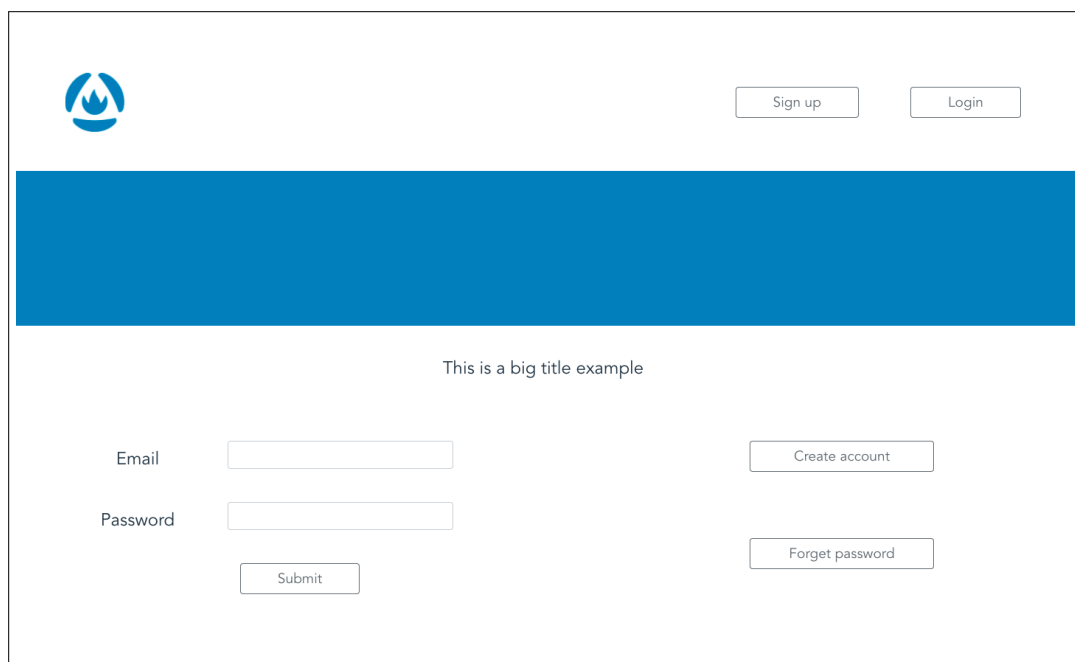 Sign up
Login
This is a big title example
Email
Create account
Password
Forget password
Submit